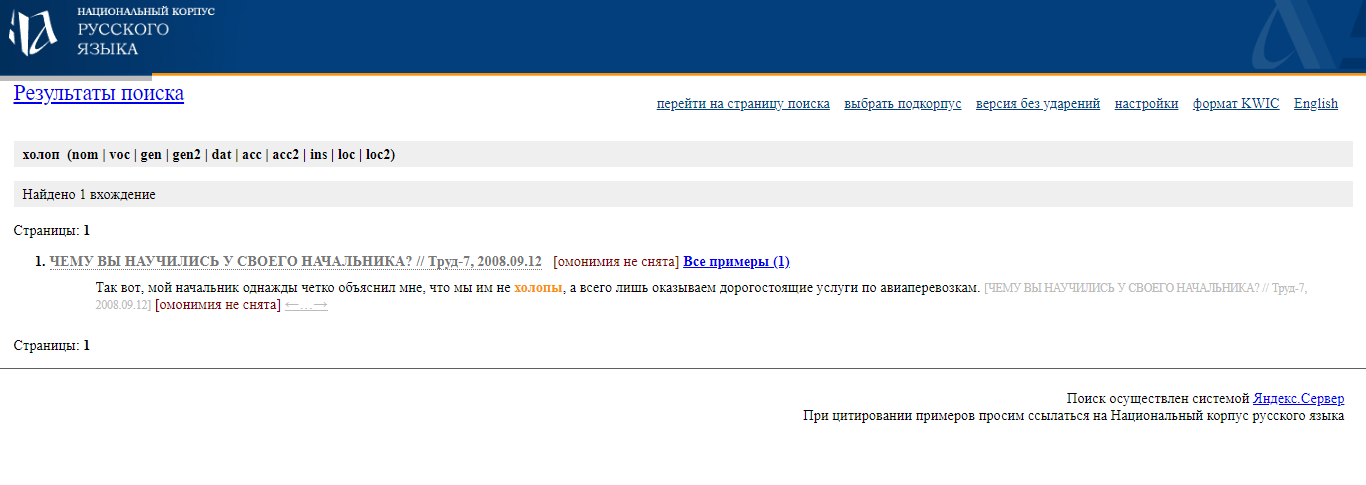 НАЦИОНАЛЬНЫЙ КОРПУС
РУССКОГО
ЯЗЫКА
Результаты поиска
перейти на страницу поиска выбрать подкорпус версия без ударений настройки формат KWIC English
холоп (nom | voc | gen | gen2 | dat | acc | acc2 | ins | loc | loc2)
Найдено 1 вхождение
Страницы: 1
1. ЧЕМУ ВЫ НАУЧИЛИСЬ У СВОЕГО НАЧАЛЬНИКА? // Труд-7, 2008.09.12 [омонимия не снята] Все примеры (1)
Так вот, мой начальник однажды четко объяснил мне, что мы им не холопы, а всего лишь оказываем дорогостоящие услуги по авиаперевозкам. [ЧЕМУ ВЫ НАУЧИЛИСЬ У СВОЕГО НАЧАЛЬНИКА? // Труд-7,
2008.09.12] [омонимия не снята] ←…→
Страницы: 1
Поиск осуществлен системой Яндекс.Сервер
При цитировании примеров просим ссылаться на Национальный корпус русского языка